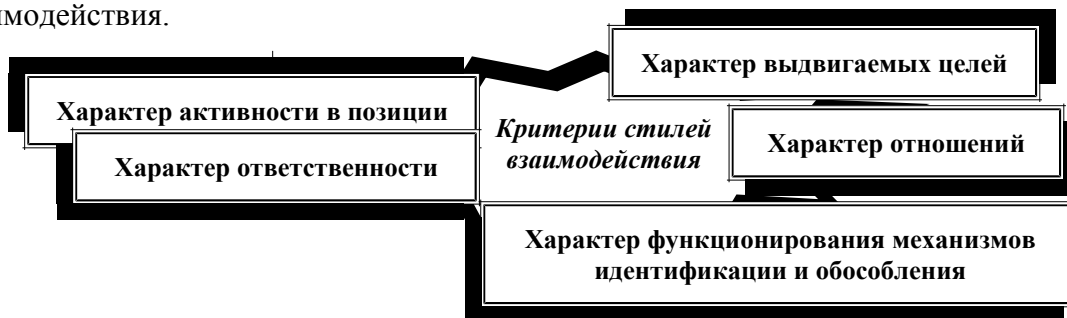 имодействия.
Характер выдвигаемых целей
Характер активности в позиции
Критерии стилей
взаимодействия
Характер отношений
Характер ответственности
Характер функционирования механизмов
идентификации и обособления